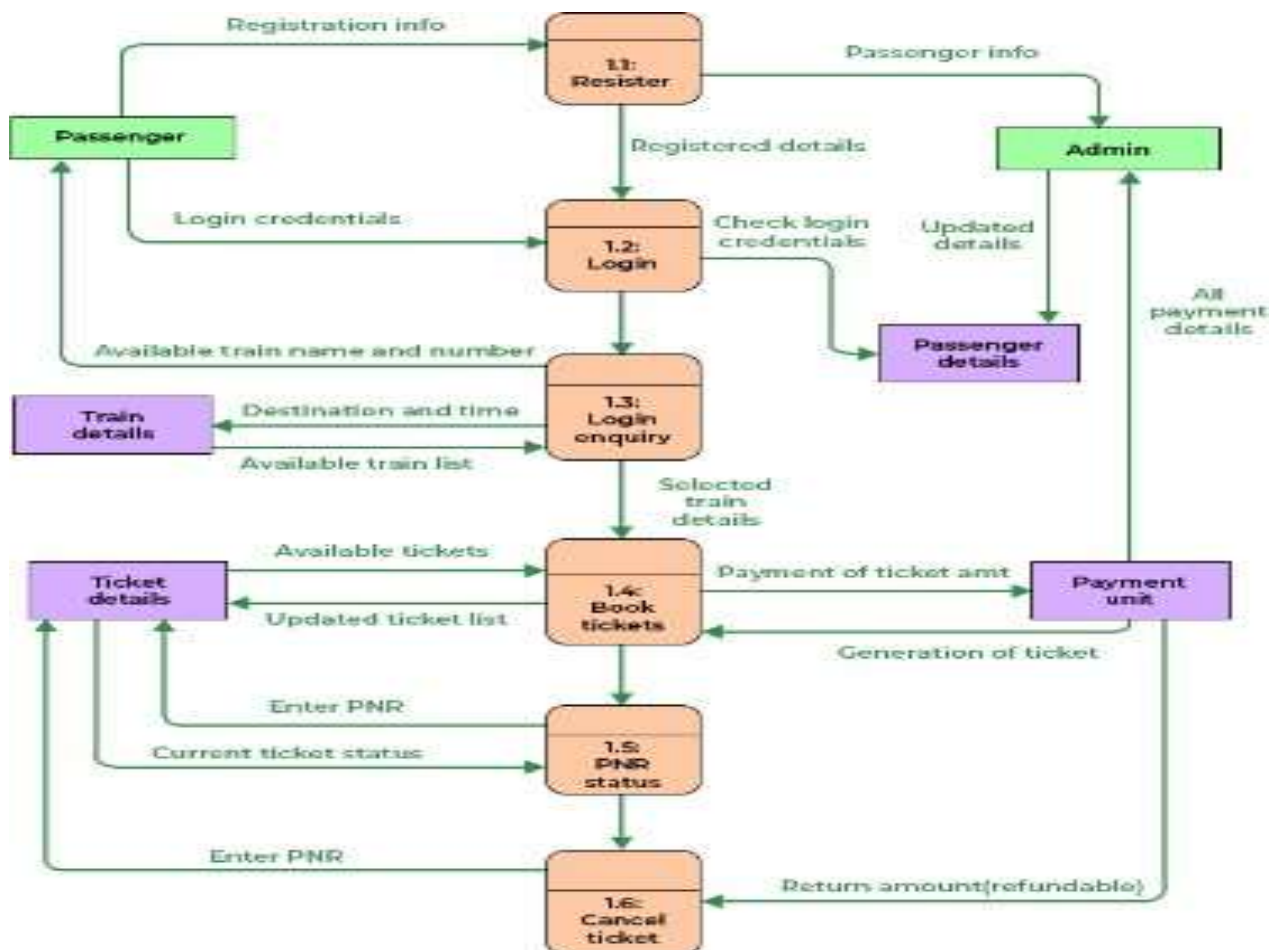 Registration info
1.1:
Resister
Passenger info
Passenger
Admin
Registered details
Login credentials
Check login
credentials
Updated
details
1.2:
Login
All
payment
details
Passenger
details
Available train name and number
Train
details
Destination and time
1.3:
Login
enquiry
Available train list
Selected
train
details
Available tickets
Ticket
details
Payment of ticket amt
Payment
unit
1.4:
Book
tickets
Updated ticket list
Generation of ticket
Enter PNR
Current ticket status
1.5:
PNR
status
Enter PNR
Return amount(refundable)
1.6:
Cancel
ticket